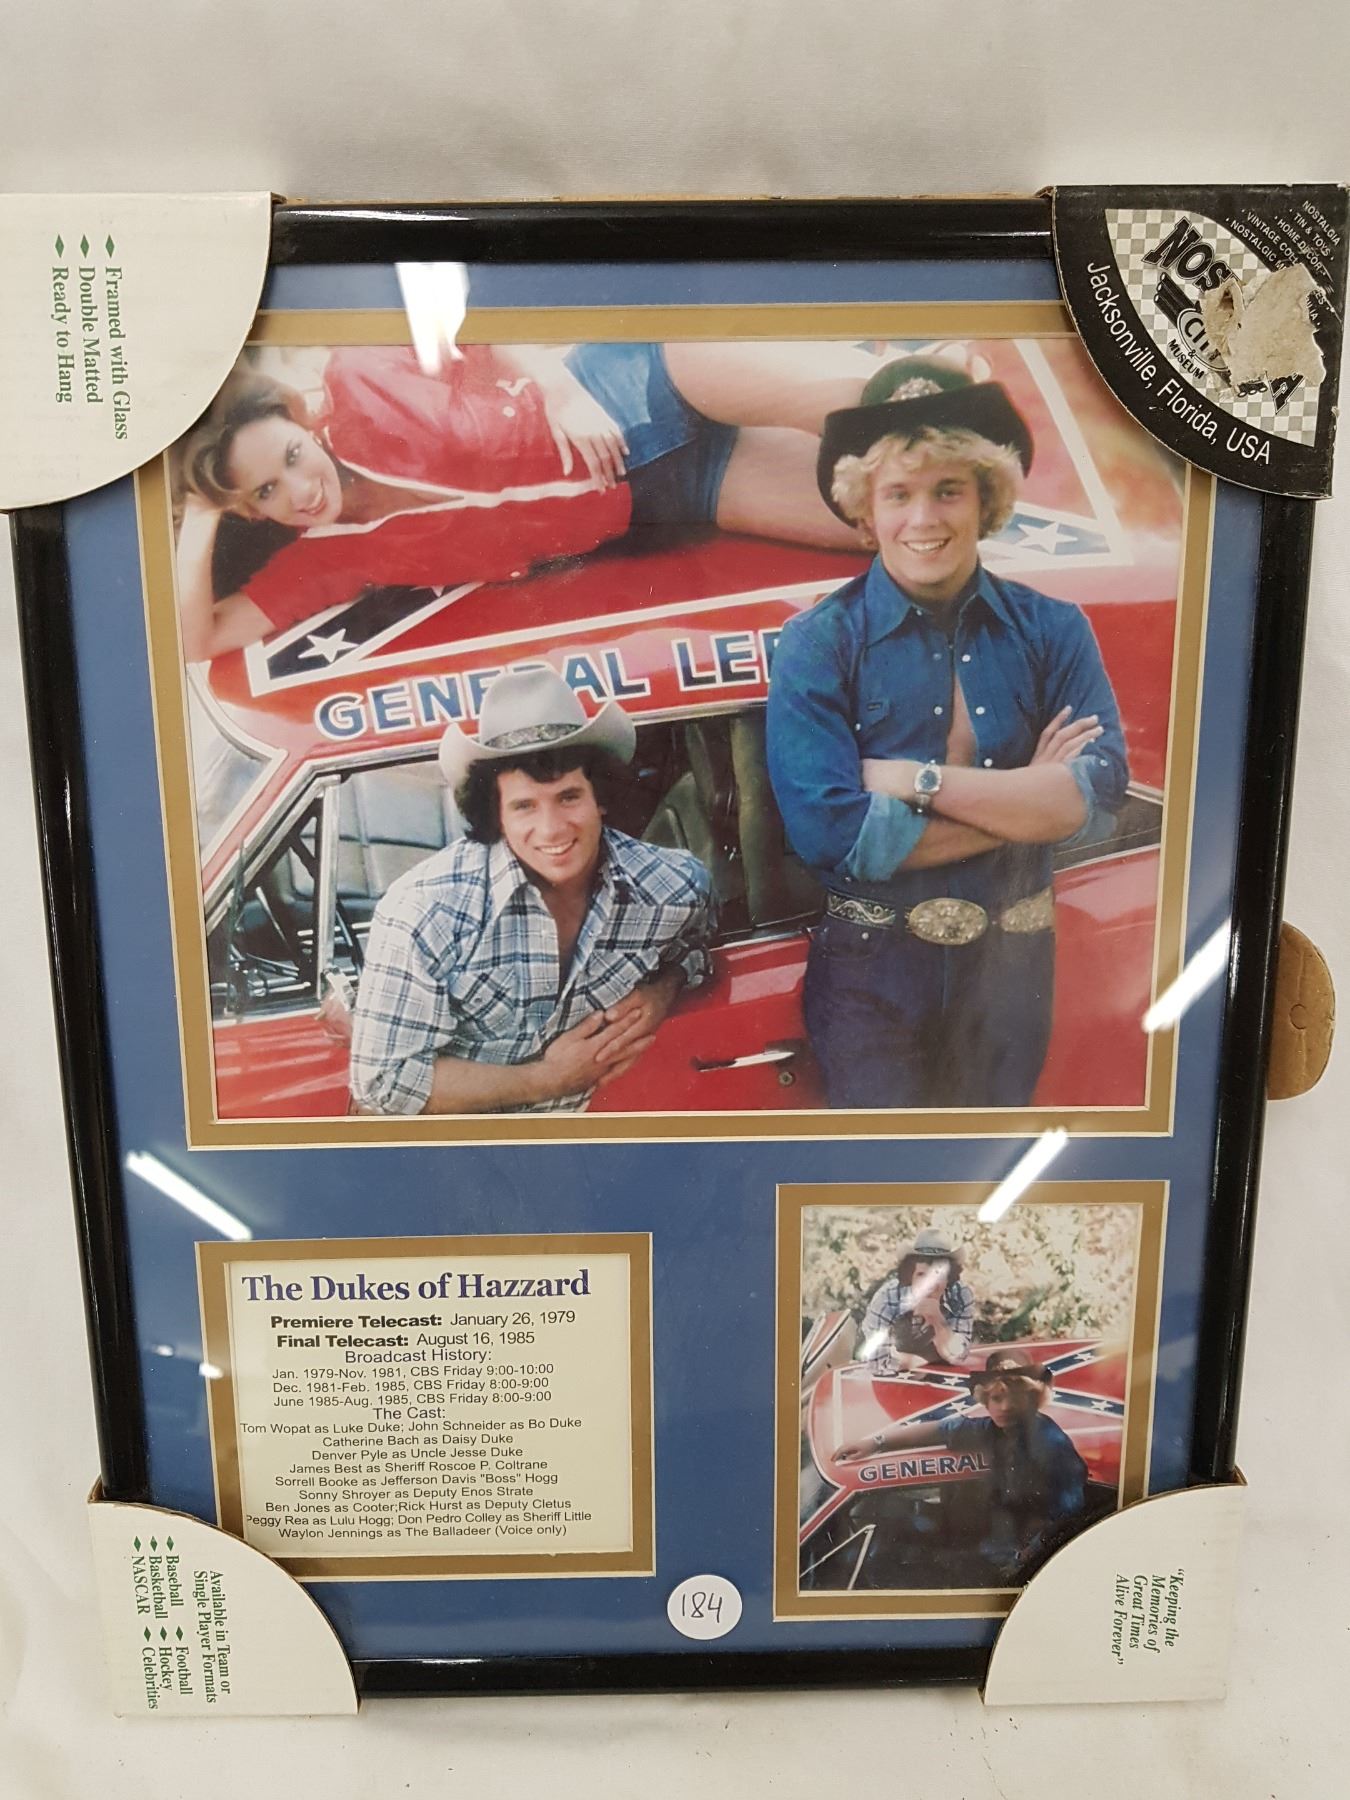 Framed with Glass
Double Matted
Ready to Hang
NOSTALGIA
TIN & TOYS
HOME DECOR
VINTAGE
NOSTALGIC
CITY
&
MUSEUM
Jacksonville, Florida, USA
GENERAL LEE
The Dukes of Hazzard
Premiere Telecast: January 26, 1979
Final Telecast: August 16, 1985
Broadcast History:
Jan. 1979-Nov. 1981, CBS Friday 9:00-10:00
Dec. 1981-Feb. 1985, CBS Friday 8:00-9:00
June 1985-Aug. 1985, CBS Friday 8:00-9:00
The Cast:
Tom Wopat as Luke Duke; John Schneider as Bo Duke
Catherine Bach as Daisy Duke
Denver Pyle as Uncle Jesse Duke
James Best as Sheriff Roscoe P. Coltrane
Sorrell Booke as Jefferson Davis "Boss" Hogg
Sonny Shroyer as Deputy Enos Strate
Ben Jones as Cooter;Rick Hurst as Deputy Cletus
Peggy Rea as Lulu Hogg; Don Pedro Colley as Sheriff Little
Waylon Jennings as The Balladeer (Voice only)
GENERAL
184
Available in Team or
Single Player Formats
Baseball Football
Basketball Hockey
NASCAR Celebrities
"Keeping the
Memories of
Great Times
Alive Forever"